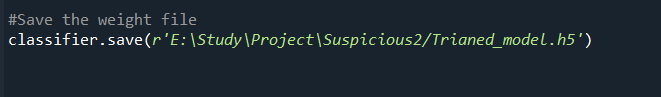 #Save the weight file
classifier.save(r'E:\Study\Project\Suspicious2/Trianed_model.h5')